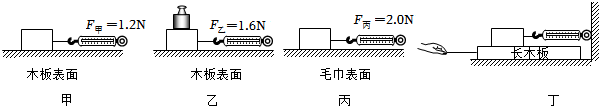 F甲=1.2N
F乙=1.6N
F丙=2.0N
长木板
木板表面
木板表面
毛巾表面
甲
乙
丙
丁